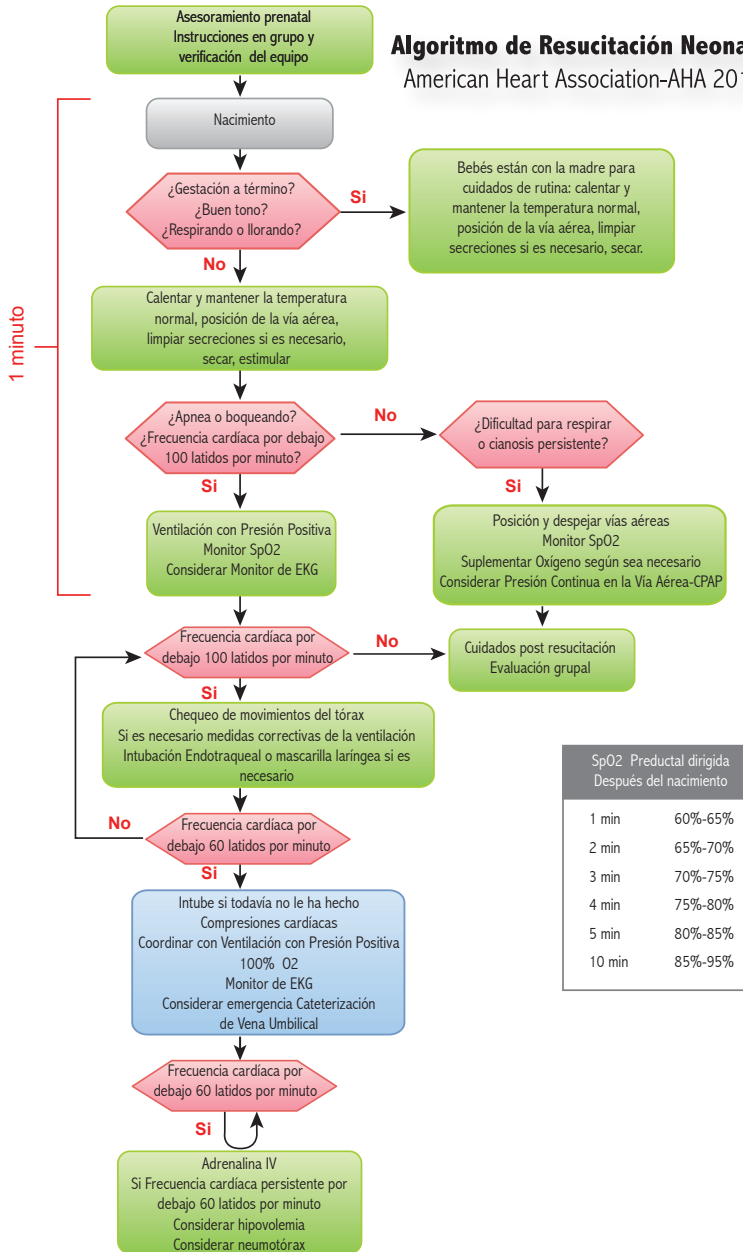 Asesoramiento prenatal
Instrucciones en grupo y
verificación del equipo
Algoritmo de Resucitación Neona
American Heart Association-AHA 201
1 minuto
Nacimiento
¿Gestación a término?
¿Buen tono?
¿Respirando o llorando?
Si
Bebés están con la madre para
cuidados de rutina: calentar y
mantener la temperatura normal,
posición de la vía aérea, limpiar
secreciones si es necesario, secar.
No
Calentar y mantener la temperatura
normal, posición de la vía aérea,
limpiar secreciones si es necesario,
secar, estimular
¿Apnea o boqueando?
¿Frecuencia cardíaca por debajo
100 latidos por minuto?
No
¿Dificultad para respirar
o cianosis persistente?
Si
Si
Ventilación con Presión Positiva
Monitor SpO2
Considerar Monitor de EKG
Posición y despejar vías aéreas
Monitor SpO2
Suplementar Oxígeno según sea necesario
Considerar Presión Continua en la Vía Aérea-CPAP
Frecuencia cardíaca por
debajo 100 latidos por minuto
No
Cuidados post resucitación
Evaluación grupal
Si
Chequeo de movimientos del tórax
Si es necesario medidas correctivas de la ventilación
Intubación Endotraqueal o mascarilla laríngea si es
necesario
No
Frecuencia cardíaca por
debajo 60 latidos por minuto
Si
Intube si todavía no le ha hecho
Compresiones cardíacas
Coordinar con Ventilación con Presión Positiva
100% O2
Monitor de EKG
Considerar emergencia Cateterización
de Vena Umbilical
Frecuencia cardíaca por
debajo 60 latidos por minuto
Si
Adrenalina IV
Si Frecuencia cardíaca persistente por
debajo 60 latidos por minuto
Considerar hipovolemia
Considerar neumotórax
SpO2 Preductal dirigida
Después del nacimiento
1 min 60%-65%
2 min 65%-70%
3 min 70%-75%
4 min 75%-80%
5 min 80%-85%
10 min 85%-95%